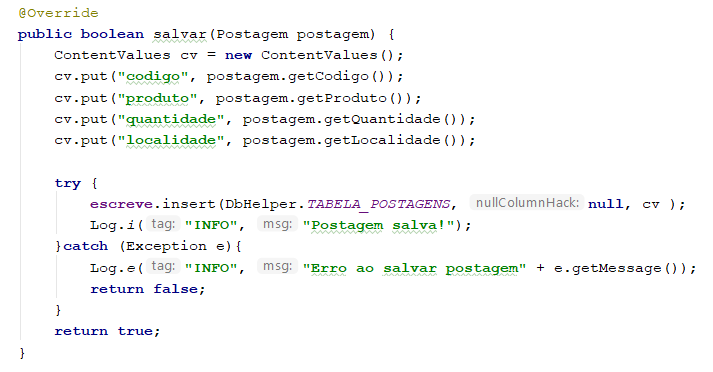 @Override
public boolean salvar(Postagem postagem) {
ContentValues cv = new ContentValues();
cv.put("codigo", postagem.getCodigo());
cv.put("produto", postagem.getProduto());
cv.put("quantidade", postagem.getQuantidade());
cv.put("localidade", postagem.getLocalidade());
try {
escreve.insert(DbHelper.TABELA_POSTAGENS, nullColumnHack: null, cv );
Log.i( tag: "INFO", msg: "Postagem salva!");
}catch (Exception e){
Log.e( tag: "INFO", msg: "Erro ao salvar postagem" + e.getMessage());
return false;
}
return true;
}